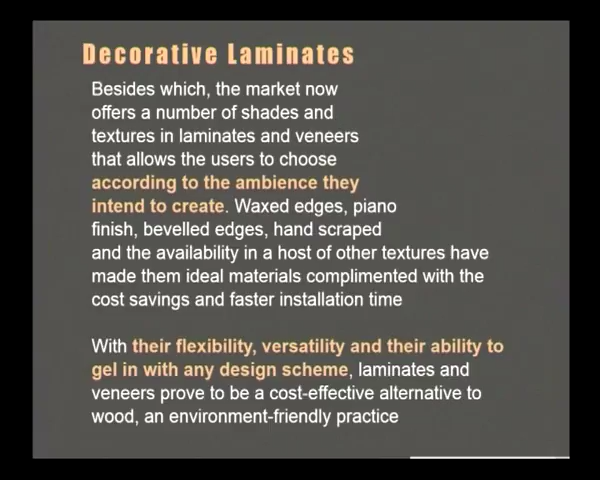 Decorative Laminates
Besides which, the market now
offers a number of shades and
textures in laminates and veneers
that allows the users to choose
according to the ambience they
intend to create. Waxed edges, piano
finish, bevelled edges, hand scraped
and the availability in a host of other textures have
made them ideal materials complimented with the
cost savings and faster installation time
With their flexibility, versatility and their ability to
gel in with any design scheme, laminates and
veneers prove to be a cost-effective alternative to
wood, an environment-friendly practice